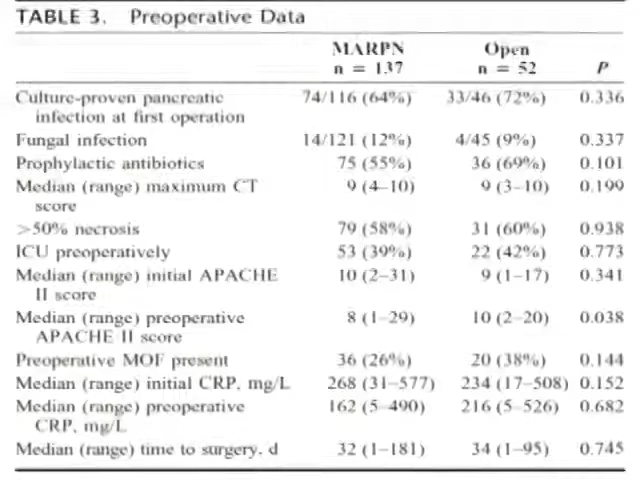 TABLE 3. Preoperative Data
MARPN Open
n = 137 n = 52 P
Culture-proven pancreatic 74/116 (64%) 33/46 (72%) 0.336
infection at first operation
Fungal infection 14/121 (12%) 4/45 (9%) 0.337
Prophylactic antibiotics 75 (55%) 36 (69%) 0.101
Median (range) maximum CT 9 (4–10) 9 (3–10) 0.199
score
>50% necrosis 79 (58%) 31 (60%) 0.938
ICU preoperatively 53 (39%) 22 (42%) 0.773
Median (range) initial APACHE 10 (2–31) 9 (1–17) 0.341
II score
Median (range) preoperative 8 (1–29) 10 (2–20) 0.038
APACHE II score
Preoperative MOF present 36 (26%) 20 (38%) 0.144
Median (range) initial CRP, mg/L 268 (31–577) 234 (17–508) 0.152
Median (range) preoperative 162 (5–490) 216 (5–526) 0.682
CRP, mg/L
Median (range) time to surgery, d 32 (1–181) 34 (1–95) 0.745